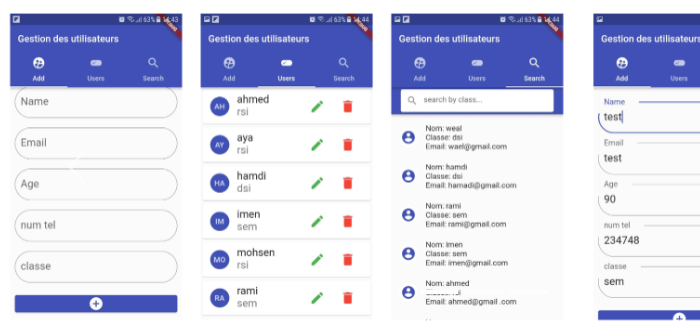 63% 14:43
Gestion des utilisateurs
Add
Users
Search
Name
Email
Age
num tel
classe
63% 14:44
Gestion des utilisateurs
Add
Users
Search
AH ahmed
rsi
AY aya
rsi
HA hamdi
dsi
IM imen
sem
MO mohsen
rsi
RA rami
sem
63% 14:44
Gestion des utilisateurs
Add
Users
Search
search by class...
Nom: weal
Classe: dsi
Email: wael@gmail.com
Nom: hamdi
Classe: dsi
Email: hamadi@gmail.com
Nom: rami
Classe: sem
Email: rami@gmail.com
Nom: imen
Classe: sem
Email: imen@gmail.com
Nom: ahmed
Email: ahmed@gmail.com
Gestion des utilisateurs
Add
Users
Name
test
Email
test
Age
90
num tel
234748
classe
sem